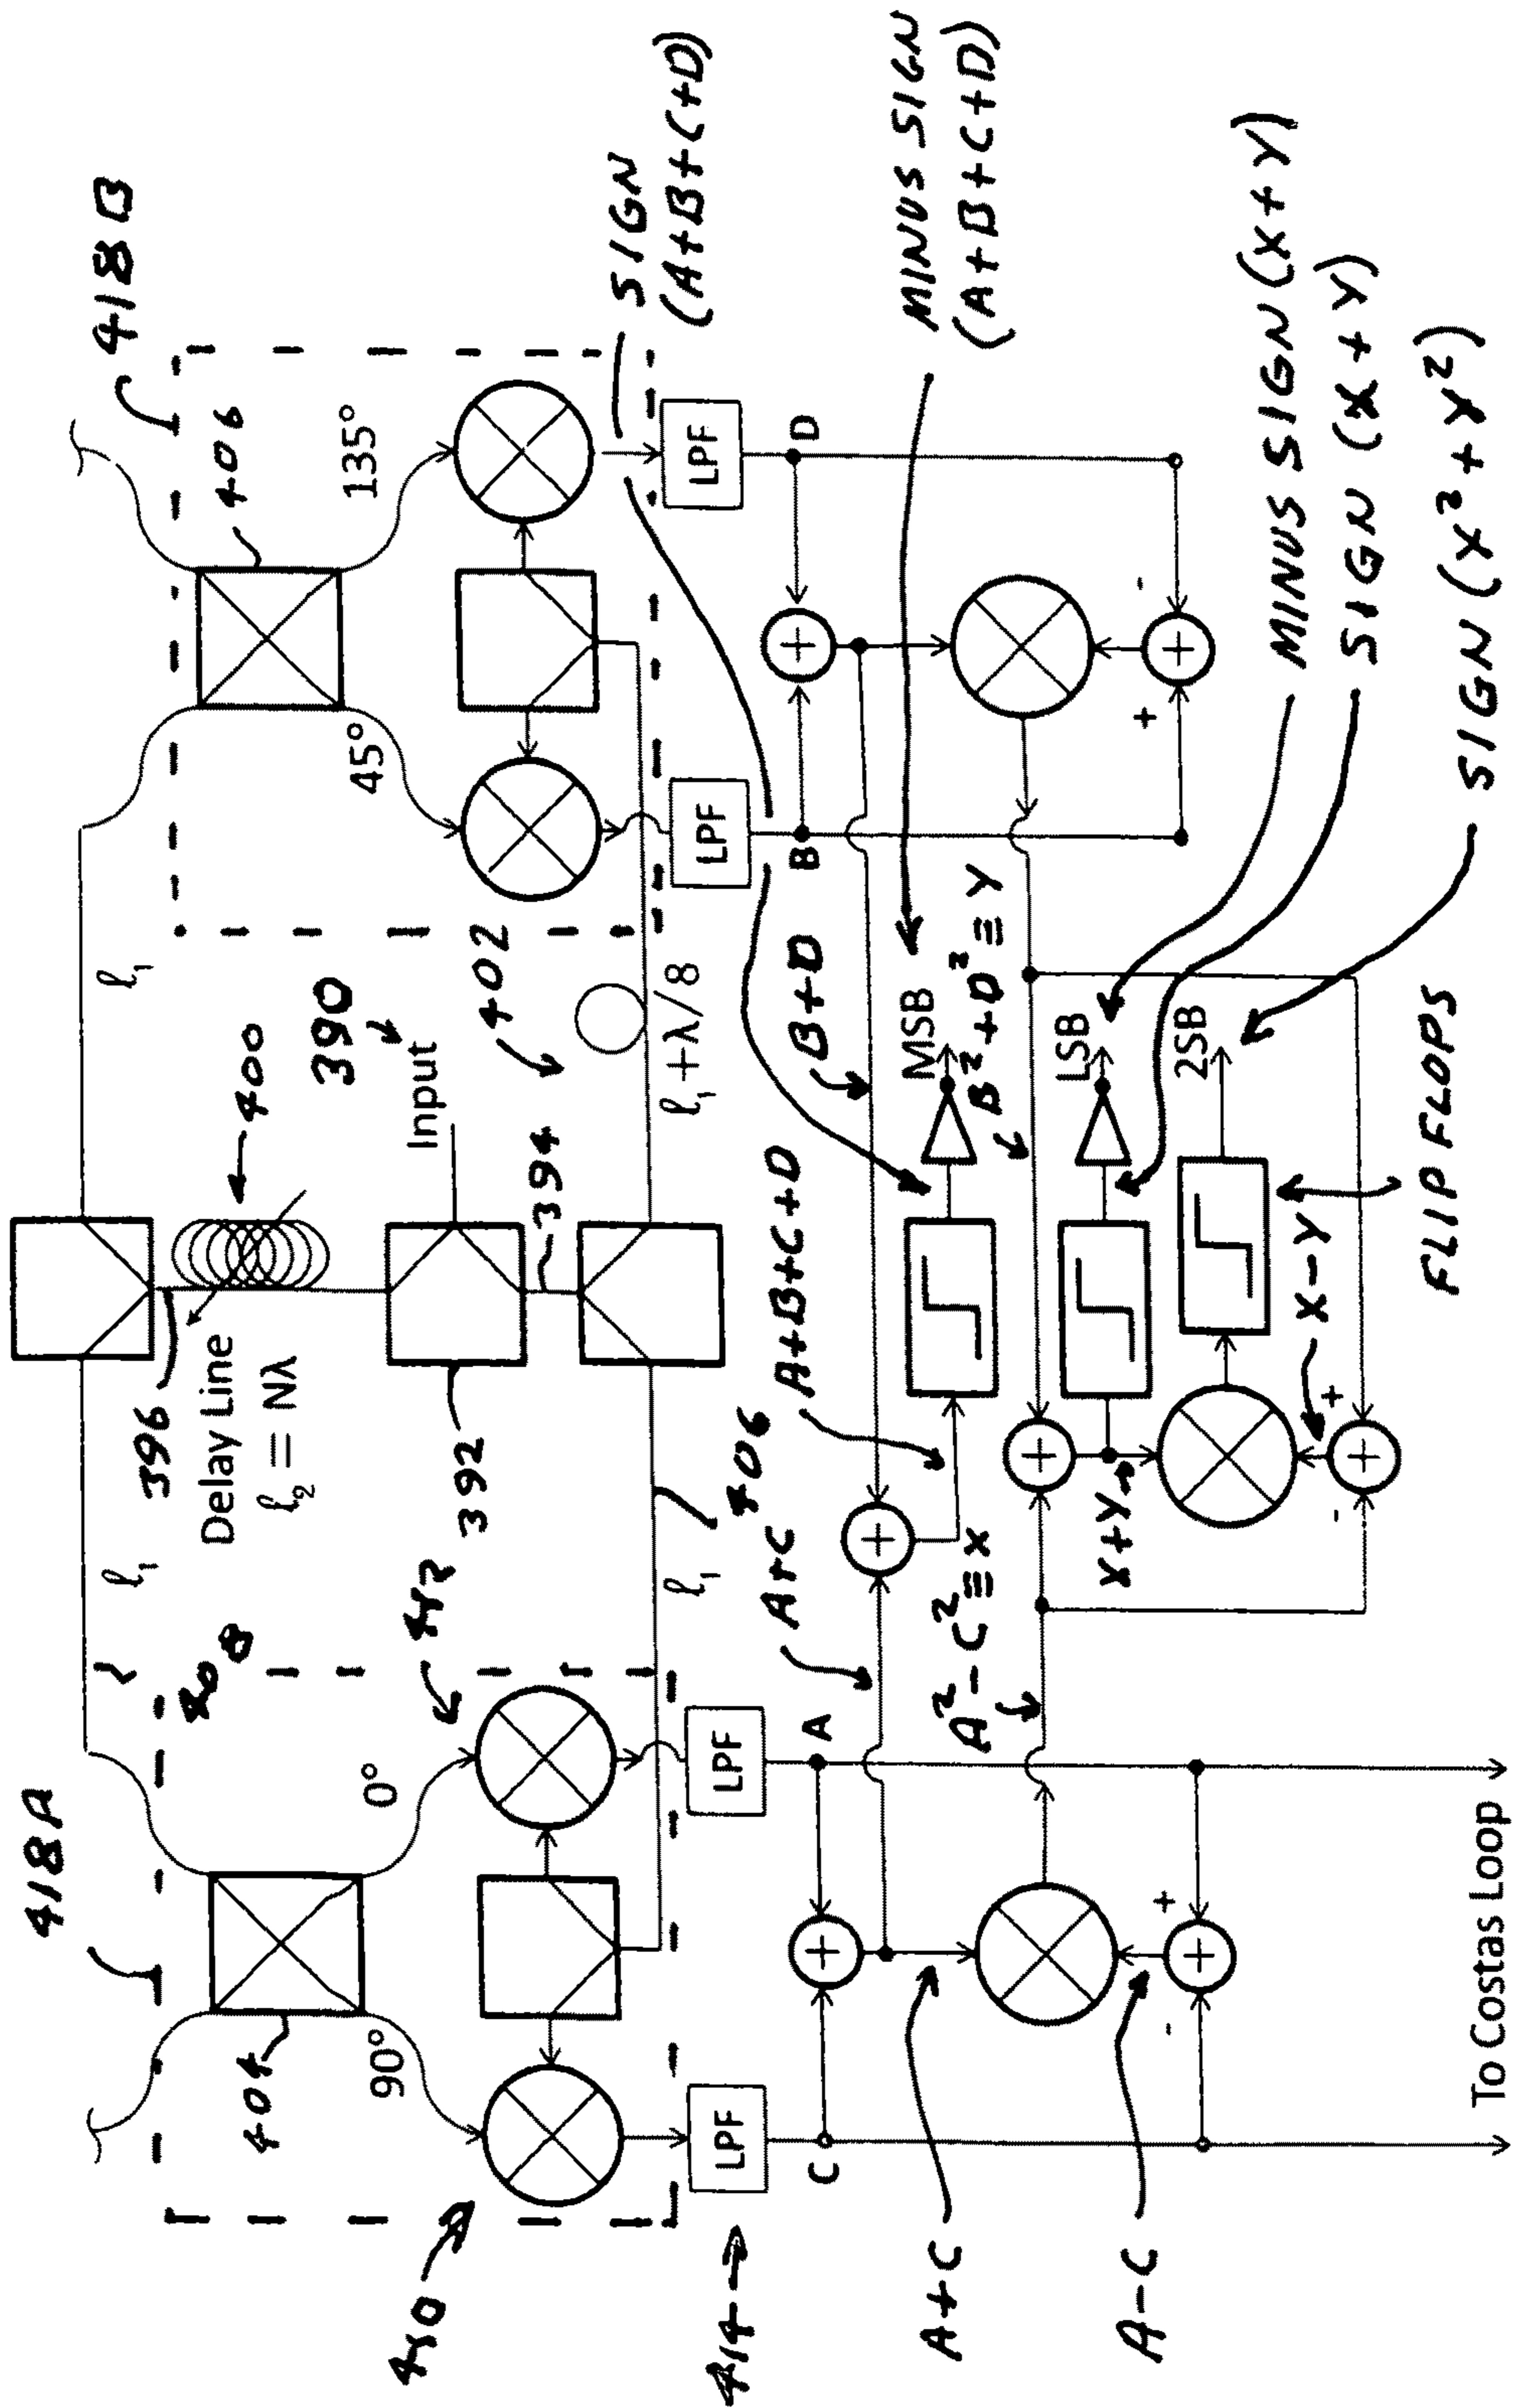 418A
418B
408
404
90°
0°
412
410
414
ℓ₁
ℓ₁
396
Delay Line
ℓ₂ = Nλ
400
390
Input
392
394
402
ℓ₁ + λ/8
406
ℓ₁
406
45°
135°
SIGN
(A+B+C+D)
LPF
LPF
LPF
LPF
C
A
B
D
+
+
+
A+C
A+C
A-C
-
+
+
A+B+C+D
B+D
MSB
MINUS SIGN
(A+B+C+D)
A²-C²≡X
B²+D²≡Y
X+Y
LSB
MINUS SIGN (X+Y)
SIGN (X+Y)
2SB
SIGN (X²+Y²)
+
-
+
+
X-Y
-
+
+
+
-
FLIP FLOPS
To Costas Loop